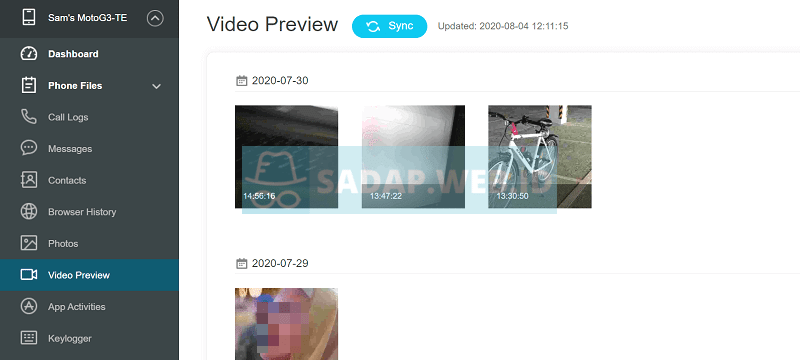 Sam's MotoG3-TE
Dashboard
Phone Files
Call Logs
Messages
Contacts
Browser History
Photos
Video Preview
App Activities
Keylogger
Video Preview
Sync
Updated: 2020-08-04 12:11:15
2020-07-30
SADAP.WEB.ID
14:56:16
13:47:22
13:30:50
2020-07-29